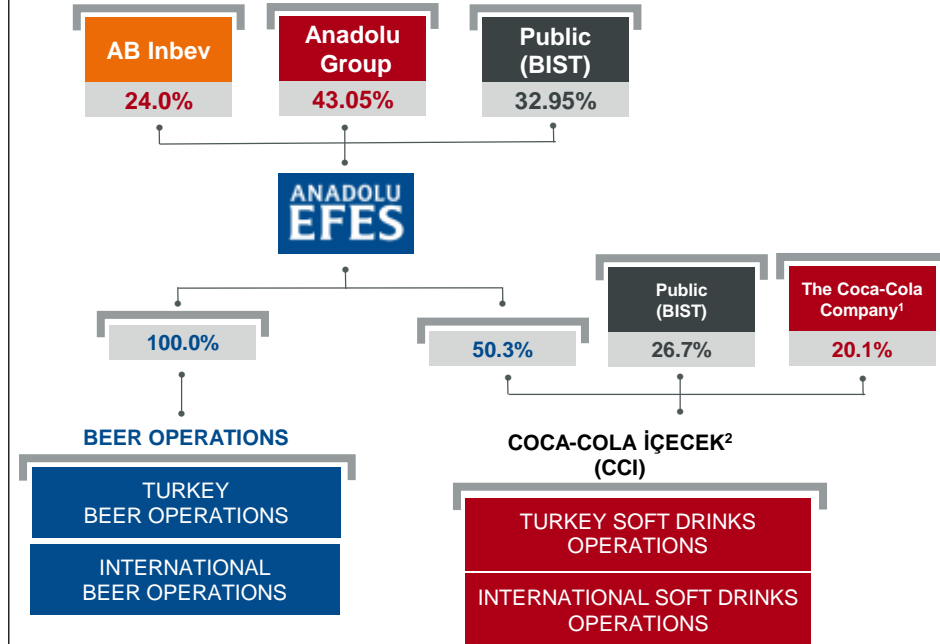 AB Inbev
24.0%
Anadolu
Group
43.05%
Public
(BIST)
32.95%
ANADOLU
EFES
100.0%
50.3%
Public
(BIST)
26.7%
The Coca-Cola
Company¹
20.1%
BEER OPERATIONS
TURKEY
BEER OPERATIONS
INTERNATIONAL
BEER OPERATIONS
COCA-COLA İÇECEK²
(CCI)
TURKEY SOFT DRINKS
OPERATIONS
INTERNATIONAL SOFT DRINKS
OPERATIONS